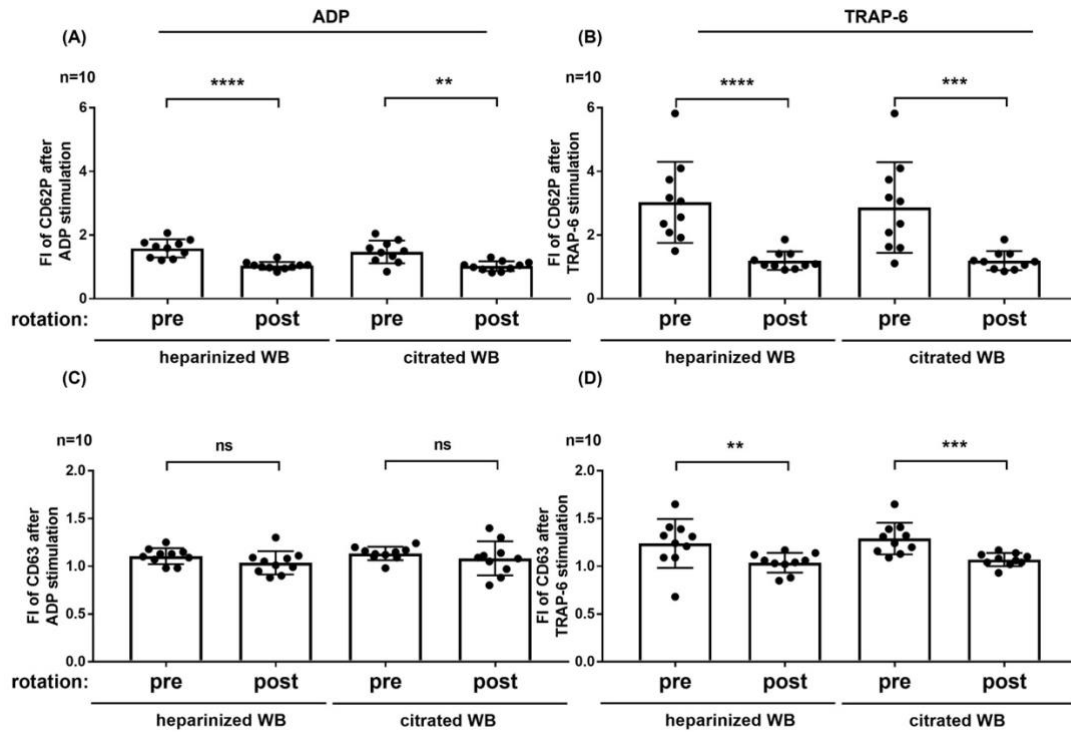 ADP
TRAP-6
(A)
n=10
**** **
FI of CD62P after
ADP stimulation
6
4
2
0
rotation: pre post pre post
heparinized WB citrated WB
(B)
n=10
**** ***
FI of CD62P after
TRAP-6 stimulation
6
4
2
0
pre post pre post
heparinized WB citrated WB
(C)
n=10
ns ns
FI of CD63 after
ADP stimulation
2.0
1.5
1.0
0.5
0.0
rotation: pre post pre post
heparinized WB citrated WB
(D)
n=10
** ***
FI of CD63 after
TRAP-6 stimulation
2.0
1.5
1.0
0.5
0.0
pre post pre post
heparinized WB citrated WB